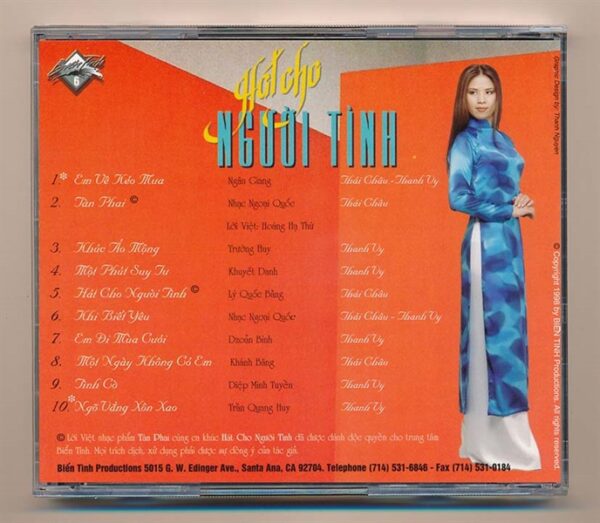 Biển Tình
6
Hát cho
NGƯỜI TÌNH
1.* Em Về Kẻo Mưa Ngân Giang Thái Châu - Thanh Vy
2. Tàn Phai © Nhạc Ngoại Quốc Thái Châu
Lời Việt: Hoàng Hạ Thử
3. Khúc Áo Mộng Trường Huy Thanh Vy
4. Một Phút Suy Tư Khuyết Danh Thanh Vy
5. Hát Cho Người Tình © Lý Quốc Bằng Thái Châu
6. Khi Biết Yêu Nhạc Ngoại Quốc Thái Châu - Thanh Vy
7. Em Đi Mùa Cưới Dzoãn Bình Thanh Vy
8. Một Ngày Không Có Em Khánh Băng Thái Châu
9. Tình Cờ Diệp Minh Tuyền Thanh Vy
10.* Ngõ Vắng Xôn Xao Trần Quang Huy Thanh Vy
© Lời Việt nhạc phẩm Tàn Phai cùng ca khúc Hát Cho Người Tình đã được dành độc quyền cho trung tâm
Biển Tình. Mọi trích dịch, xử dụng phải được sự đồng ý của tác giả.
Biển Tình Productions 5015 G. W. Edinger Ave., Santa Ana, CA 92704. Telephone (714) 531-6846 - Fax (714) 531-0184
Graphic Design by: Thanh Nguyen
© Copyright 1998 by BIỂN TÌNH Productions. All rights reserved.